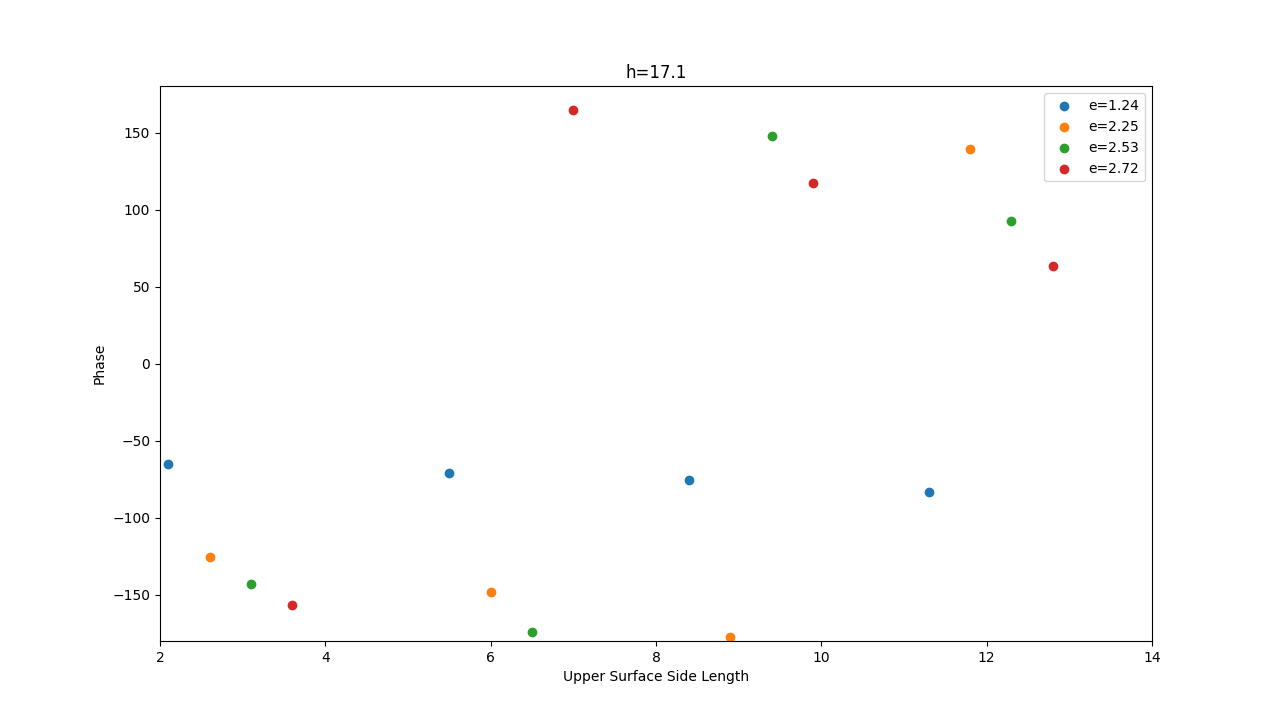 h=17.1
e=1.24
e=2.25
e=2.53
e=2.72
150
100
50
0
−50
−100
−150
Phase
2 4 6 8 10 12 14
Upper Surface Side Length